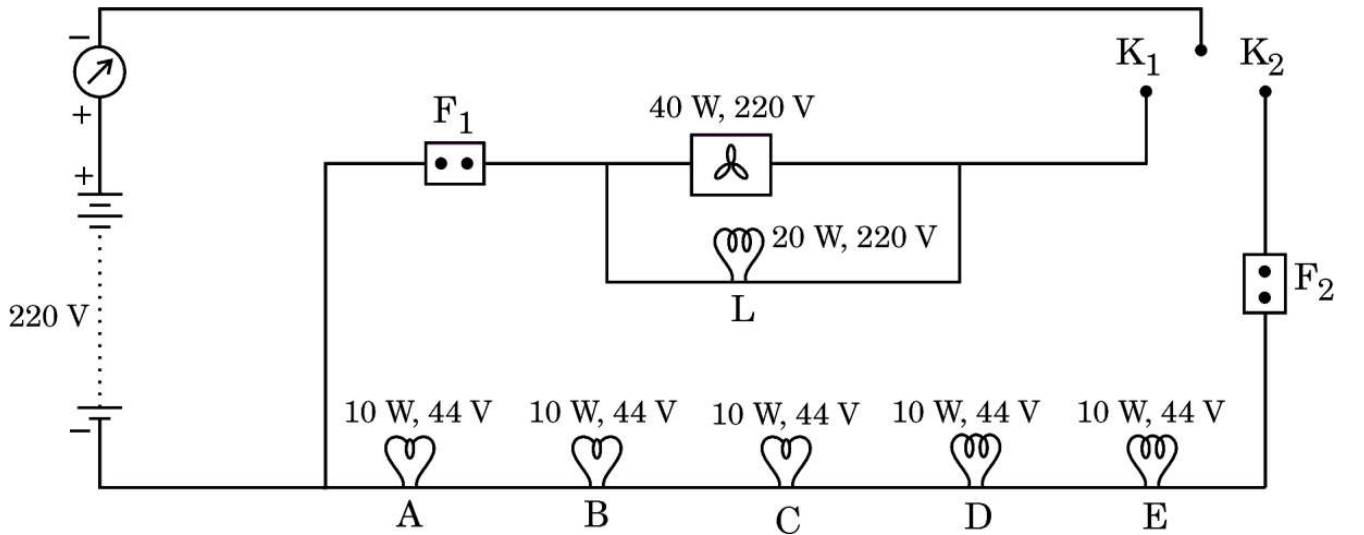 −
K₁
K₂
+
F₁
40 W, 220 V
+
20 W, 220 V
L
F₂
220 V
−
10 W, 44 V
10 W, 44 V
10 W, 44 V
10 W, 44 V
10 W, 44 V
A
B
C
D
E